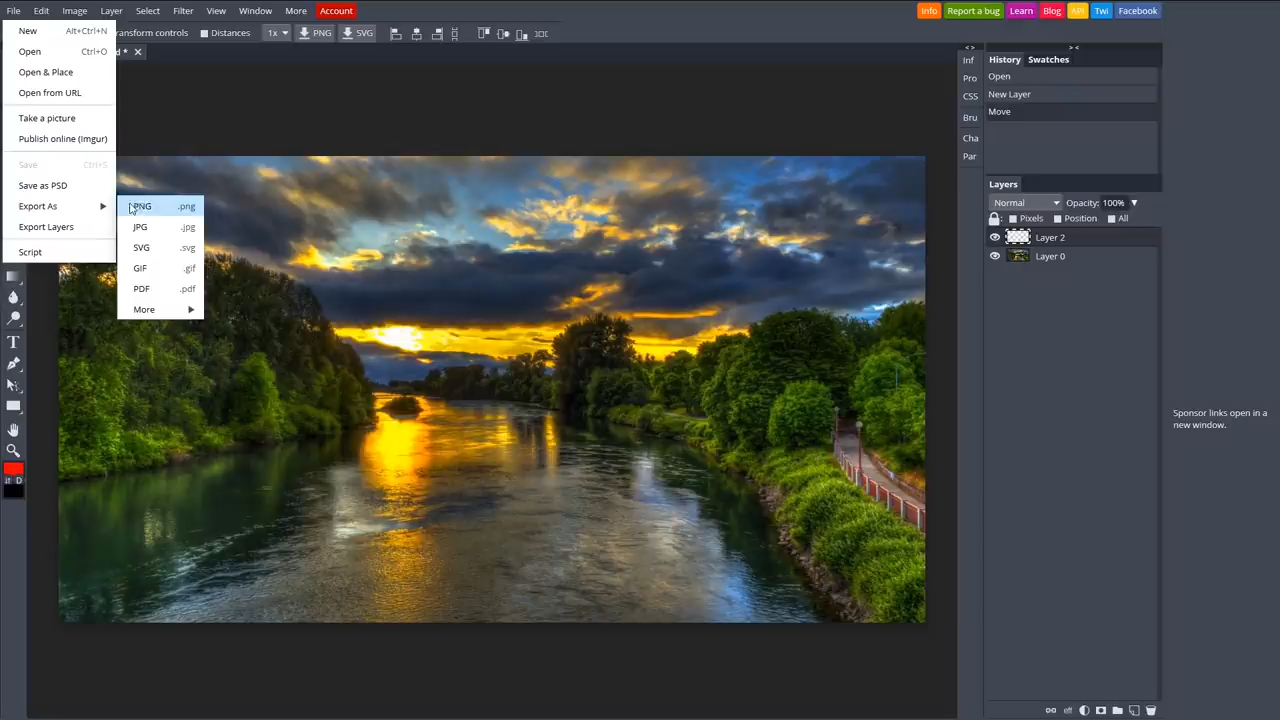 File Edit Image Layer Select Filter View Window More Account Info Report a bug Learn Blog API Twi Facebook
New Alt+Ctrl+N
ransform controls Distances 1x PNG SVG
Open Ctrl+O
d *
Open & Place
Open from URL
Take a picture
Publish online (Imgur)
Save Ctrl+S
Save as PSD
Export As
Export Layers
Script
PNG .png
JPG .jpg
SVG .svg
GIF .gif
PDF .pdf
More
T
D
< >
Inf
Pro
CSS
Bru
Cha
Par
> <
History Swatches
Open
New Layer
Move
Layers
Normal Opacity: 100%
: Pixels Position All
Layer 2
Layer 0
eff
Sponsor links open in a
new window.